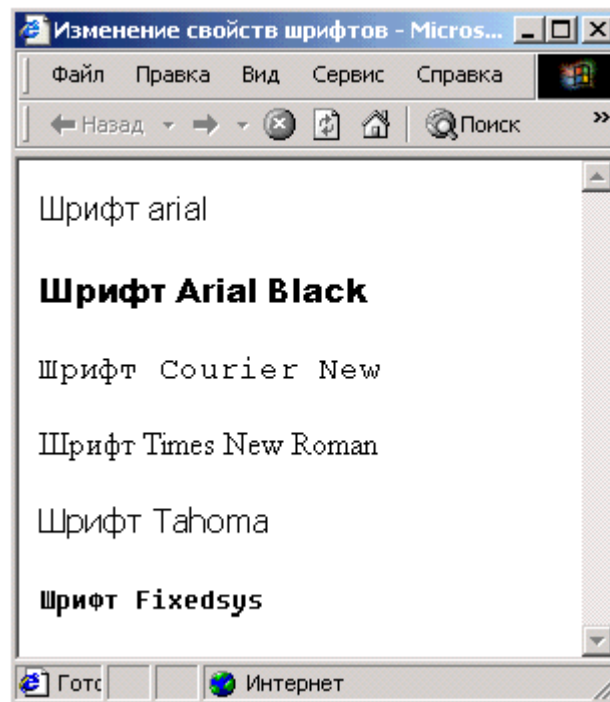 Изменение свойств шрифтов - Micros...
Файл Правка Вид Сервис Справка
Назад Поиск »
Шрифт arial
Шрифт Arial Black
Шрифт Courier New
Шрифт Times New Roman
Шрифт Tahoma
Шрифт Fixedsys
Готс Интернет